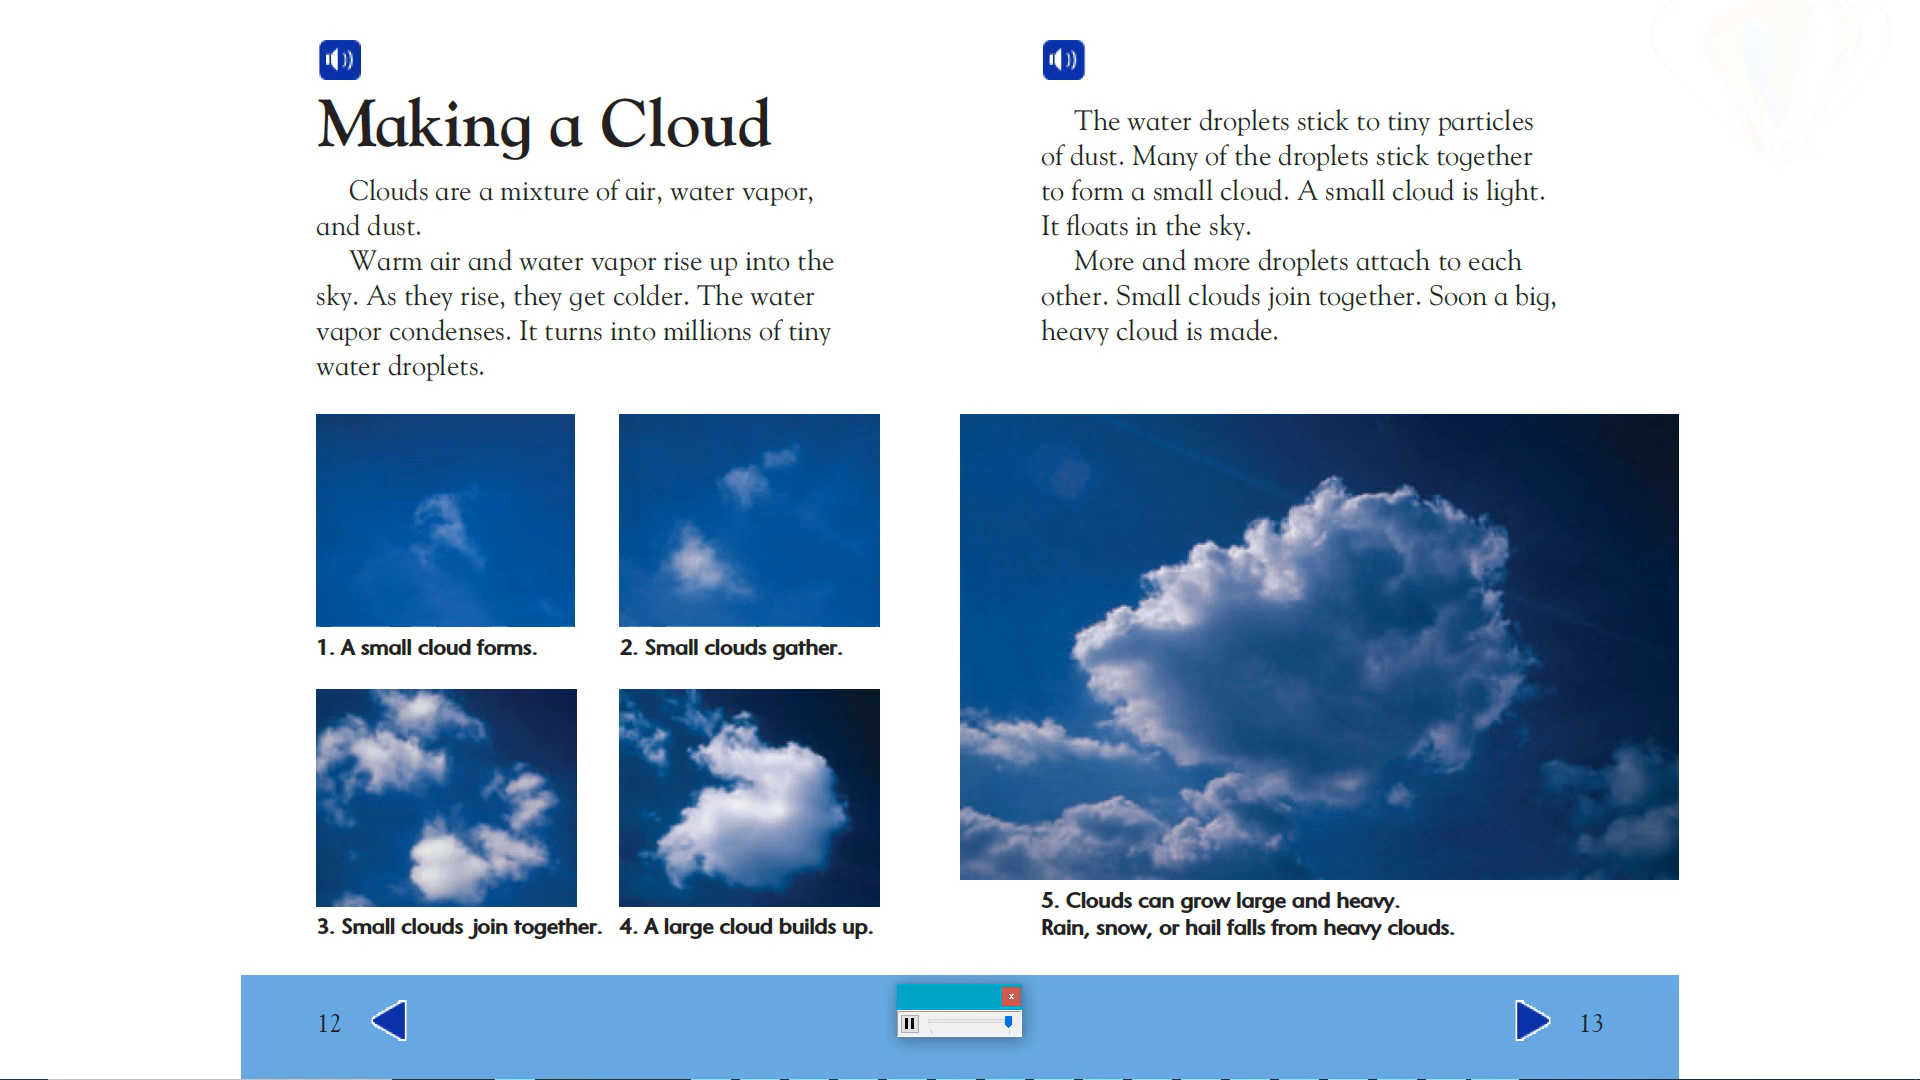 Making a Cloud
Clouds are a mixture of air, water vapor,
and dust.
Warm air and water vapor rise up into the
sky. As they rise, they get colder. The water
vapor condenses. It turns into millions of tiny
water droplets.
1. A small cloud forms.
2. Small clouds gather.
3. Small clouds join together.
4. A large cloud builds up.
12
The water droplets stick to tiny particles
of dust. Many of the droplets stick together
to form a small cloud. A small cloud is light.
It floats in the sky.
More and more droplets attach to each
other. Small clouds join together. Soon a big,
heavy cloud is made.
5. Clouds can grow large and heavy.
Rain, snow, or hail falls from heavy clouds.
13